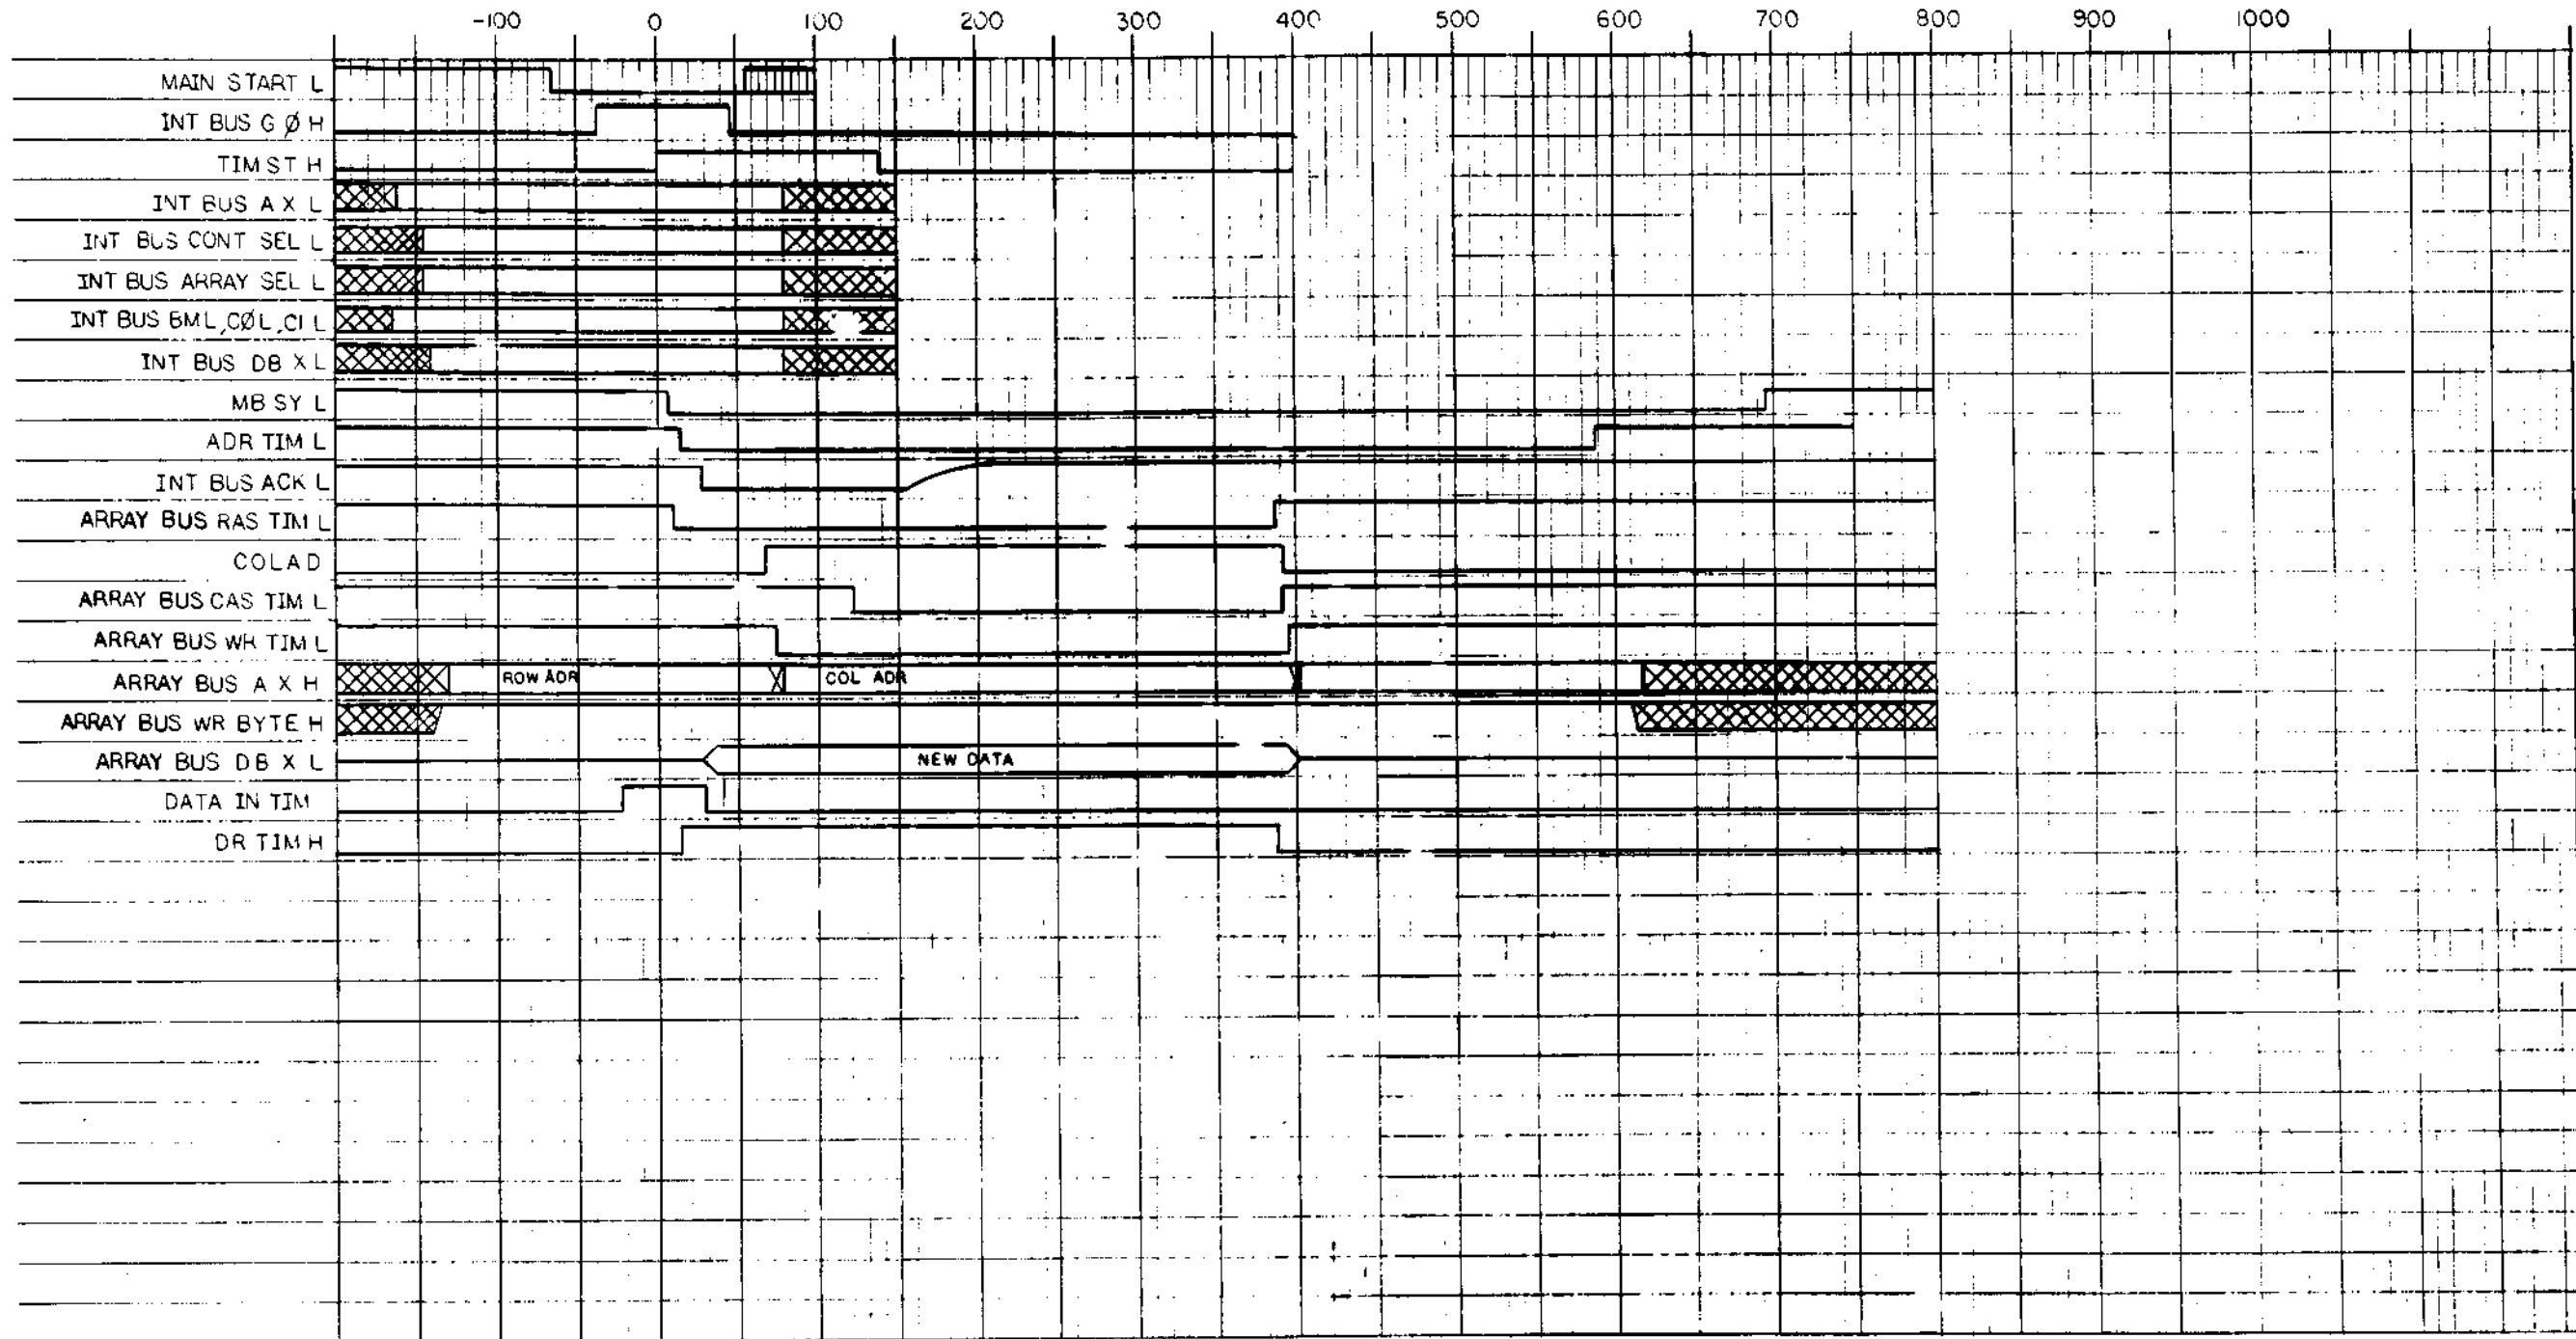 -100 0 100 200 300 400 500 600 700 800 900 1000
MAIN START L
INT BUS G Ø H
TIM ST H
INT BUS A X L
INT BUS CONT SEL L
INT BUS ARRAY SEL L
INT BUS BML,CØL,C1 L
INT BUS DB X L
MB SY L
ADR TIM L
INT BUS ACK L
ARRAY BUS RAS TIM L
COLAD
ARRAY BUS CAS TIM L
ARRAY BUS WR TIM L
ARRAY BUS A X H ROW ADR COL ADR
ARRAY BUS WR BYTE H
ARRAY BUS DB X L NEW DATA
DATA IN TIM
DR TIM H